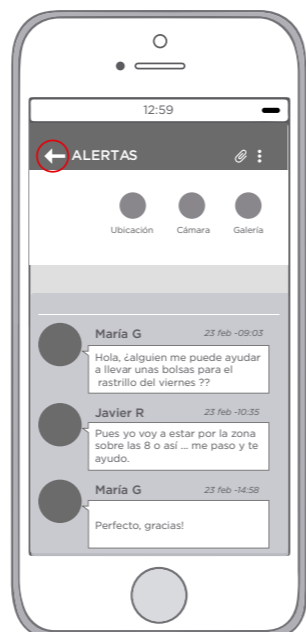 12:59
ALERTAS
Ubicación Cámara Galería
María G 23 feb -09:03
Hola, ¿alguien me puede ayudar
a llevar unas bolsas para el
rastrillo del viernes ??
Javier R 23 feb -10:35
Pues yo voy a estar por la zona
sobre las 8 o así ... me paso y te
ayudo.
María G 23 feb -14:58
Perfecto, gracias!